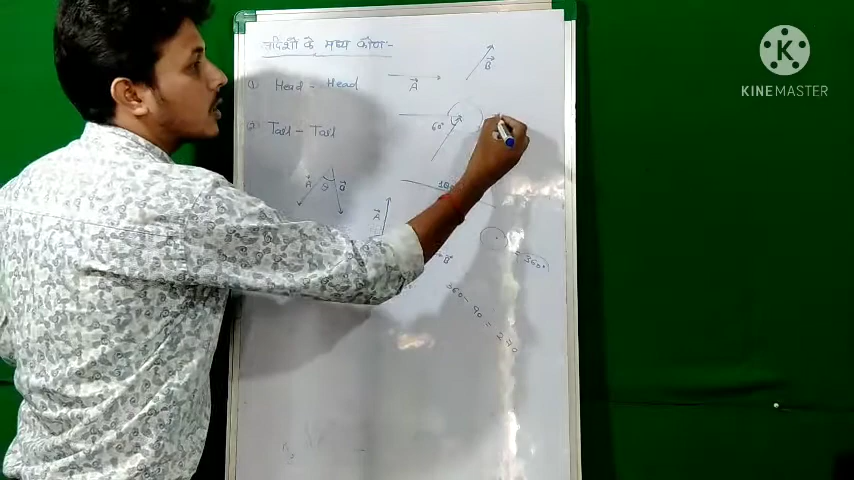 सदिशों के मध्य कोण:-
(1) Head - Head
A
B
(2) Tail - Tail
60°
A θ B
180
A
B
= 360°
360 - 90 = 270
KINEMASTER